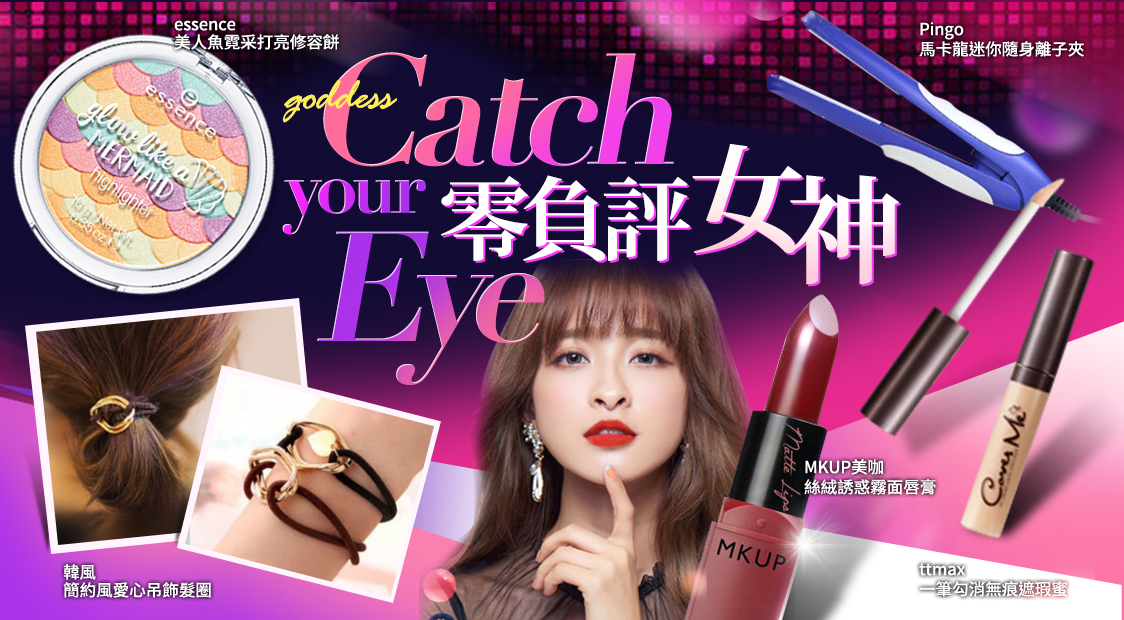 essence
美人魚霓采打亮修容餅
Pingo
馬卡龍迷你隨身離子夾
essence
glow like a
MERMAID
highlighter
goddess
Catch
your
Eye
零負評女神
Matte Lips
MKUP
MKUP美咖
絲絨誘惑霧面唇膏
Cover Me
韓風
簡約風愛心吊飾髮圈
ttmax
一筆勾消無痕遮瑕蜜